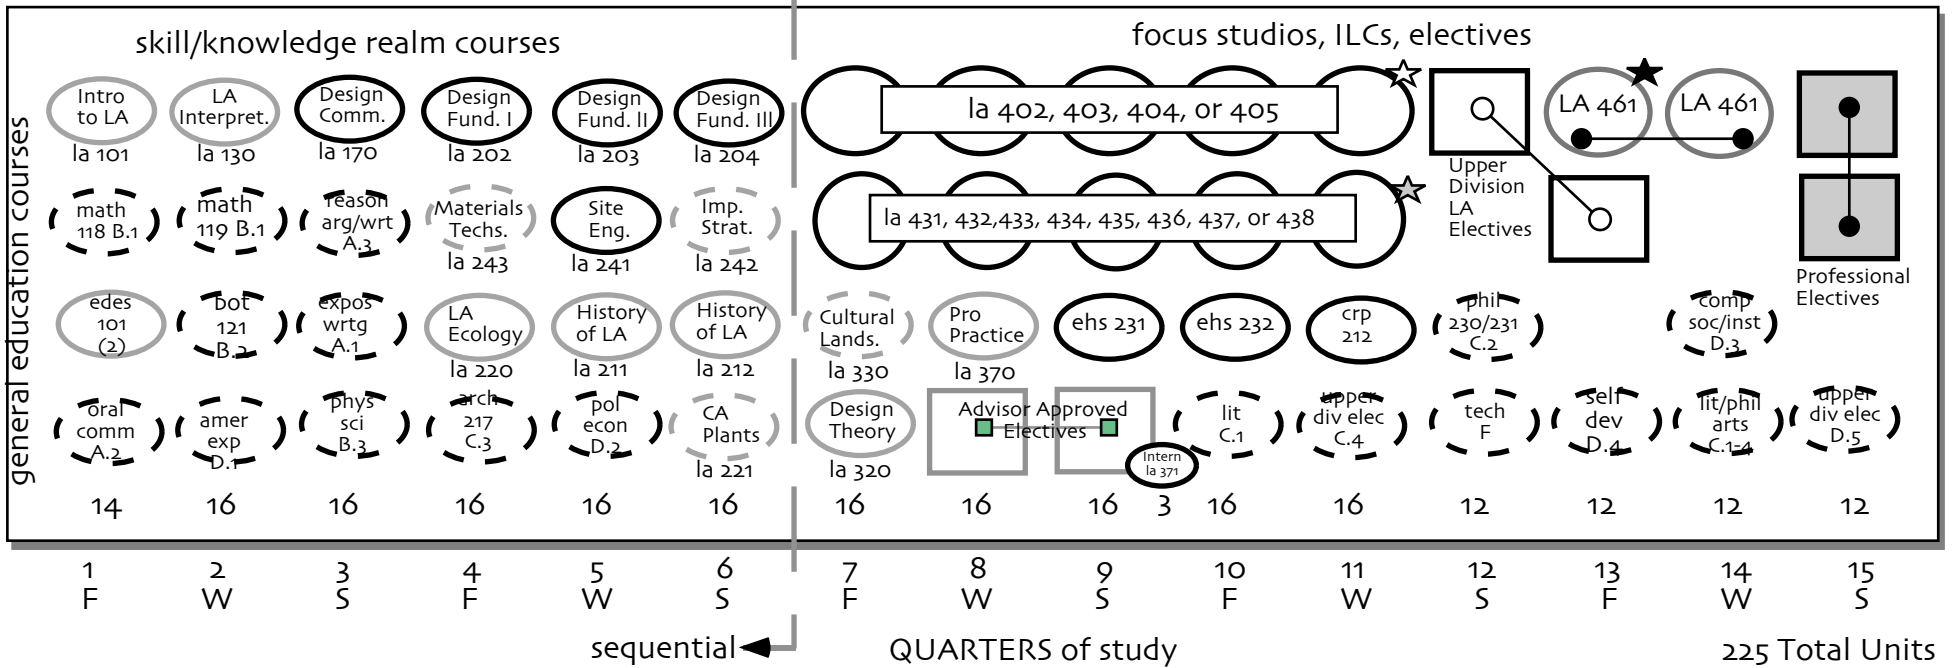 skill/knowledge realm courses
focus studios, ILCs, electives
general education courses
Intro
to LA
la 101
LA
Interpret.
la 130
Design
Comm.
la 170
Design
Fund. I
la 202
Design
Fund. II
la 203
Design
Fund. III
la 204
la 402, 403, 404, or 405
Upper
Division
LA
Electives
LA 461
LA 461
math
118 B.1
math
119 B.1
reason
arg/wrt
A.3
Materials
Techs.
la 243
Site
Eng.
la 241
Imp.
Strat.
la 242
la 431, 432,433, 434, 435, 436, 437, or 438
Professional
Electives
edes
101
(2)
bot
121
B.2
expos
wrtg
A.1
LA
Ecology
la 220
History
of LA
la 211
History
of LA
la 212
Cultural
Lands.
la 330
Pro
Practice
la 370
ehs 231
ehs 232
crp
212
phil
230/231
C.2
comp
soc/inst
D.3
oral
comm
A.2
amer
exp
D.1
phys
sci
B.3
arch
217
C.3
pol
econ
D.2
CA
Plants
la 221
Design
Theory
la 320
Advisor Approved
Electives
Intern
la 371
lit
C.1
upper
div elec
C.4
tech
F
self
dev
D.4
lit/phil
arts
C.1-4
upper
div elec
D.5
14 16 16 16 16 16 16 16 16 3 16 16 12 12 12 12
1 2 3 4 5 6 7 8 9 10 11 12 13 14 15
F W S F W S F W S F W S F W S
sequential
QUARTERS of study
225 Total Units